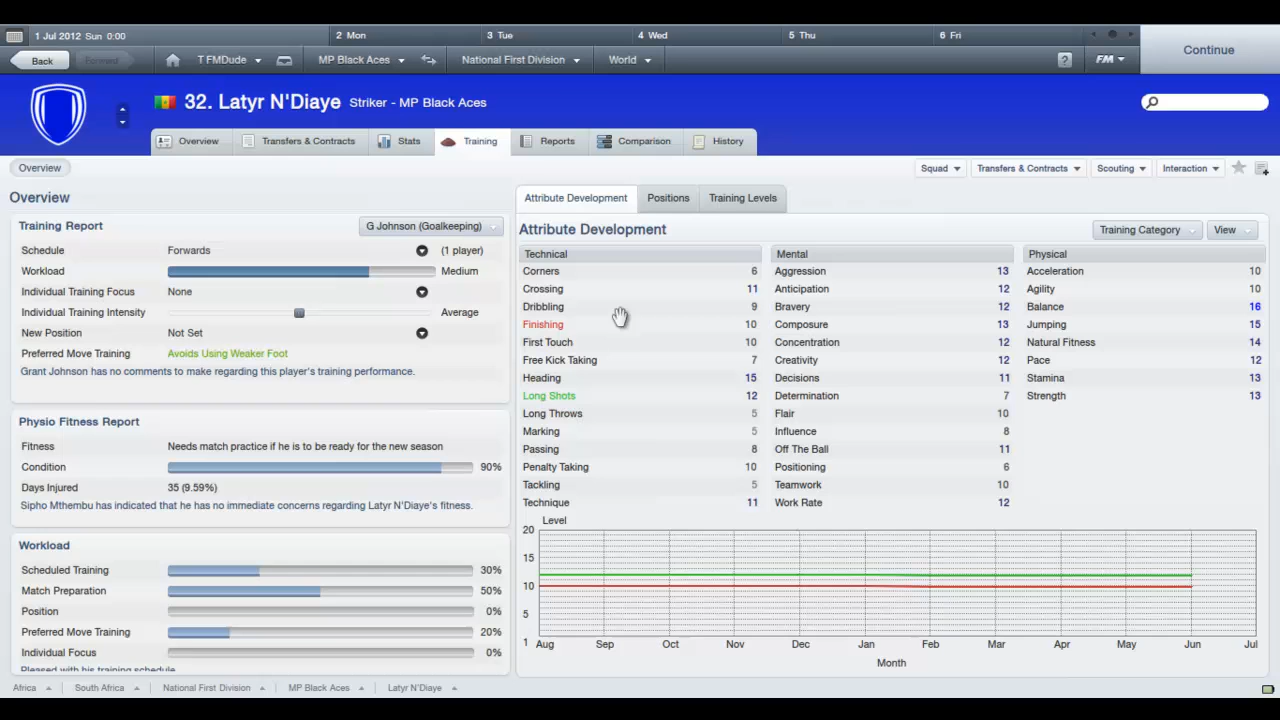 1 Jul 2012 Sun 0:00 2 Mon 3 Tue 4 Wed 5 Thu 6 Fri
Continue
Back Forward T FMDude MP Black Aces National First Division World ? FM
32. Latyr N'Diaye Striker - MP Black Aces
Overview Transfers & Contracts Stats Training Reports Comparison History
Overview Squad Transfers & Contracts Scouting Interaction
Overview
Training Report G Johnson (Goalkeeping)
Schedule Forwards (1 player)
Workload Medium
Individual Training Focus None
Individual Training Intensity Average
New Position Not Set
Preferred Move Training Avoids Using Weaker Foot
Grant Johnson has no comments to make regarding this player's training performance.
Physio Fitness Report
Fitness Needs match practice if he is to be ready for the new season
Condition 90%
Days Injured 35 (9.59%)
Sipho Mthembu has indicated that he has no immediate concerns regarding Latyr N'Diaye's fitness.
Workload
Scheduled Training 30%
Match Preparation 50%
Position 0%
Preferred Move Training 20%
Individual Focus 0%
Pleased with his training schedule
Attribute Development Positions Training Levels
Attribute Development Training Category View
Technical Mental Physical
Corners 6 Aggression 13 Acceleration 10
Crossing 11 Anticipation 12 Agility 10
Dribbling 9 Bravery 12 Balance 16
Finishing 10 Composure 13 Jumping 15
First Touch 10 Concentration 12 Natural Fitness 14
Free Kick Taking 7 Creativity 12 Pace 12
Heading 15 Decisions 11 Stamina 13
Long Shots 12 Determination 7 Strength 13
Long Throws 5 Flair 10
Marking 5 Influence 8
Passing 8 Off The Ball 11
Penalty Taking 10 Positioning 6
Tackling 5 Teamwork 10
Technique 11 Work Rate 12
Level
20
15
10
5
1
Aug Sep Oct Nov Dec Jan Feb Mar Apr May Jun Jul
Month
Africa South Africa National First Division MP Black Aces Latyr N'Diaye